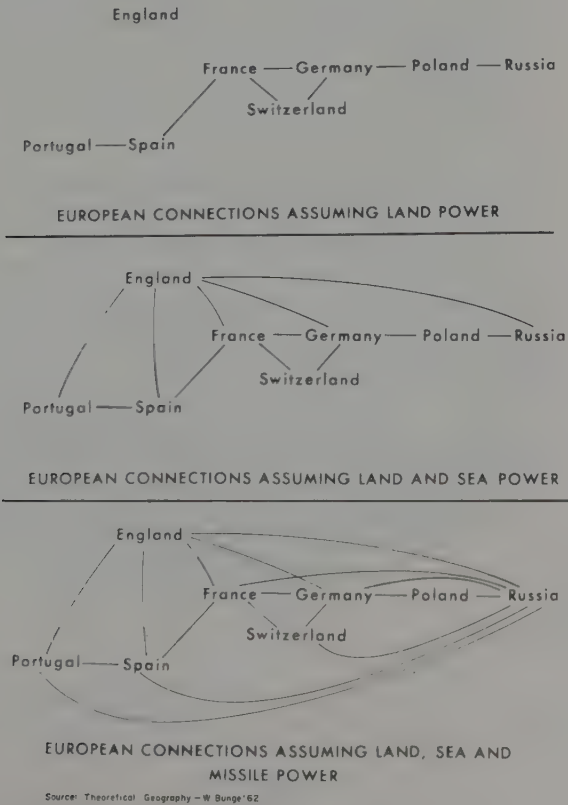 England
France Germany Poland Russia
Switzerland
Portugal Spain
EUROPEAN CONNECTIONS ASSUMING LAND POWER
England
France Germany Poland Russia
Switzerland
Portugal Spain
EUROPEAN CONNECTIONS ASSUMING LAND AND SEA POWER
England
France Germany Poland Russia
Switzerland
Portugal Spain
EUROPEAN CONNECTIONS ASSUMING LAND, SEA AND
MISSILE POWER
Source: Theoretical Geography – W Bunge '62